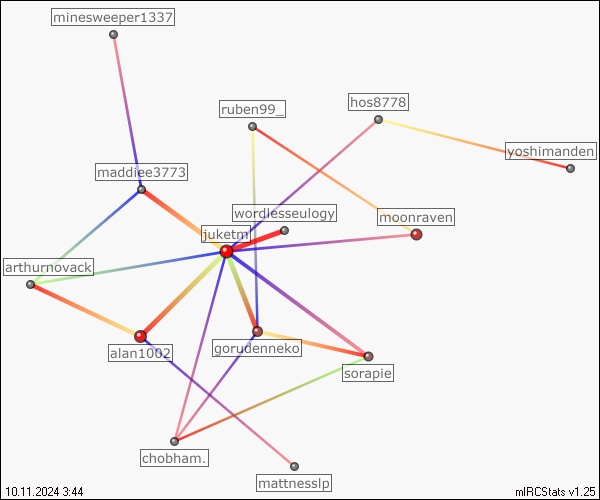 minesweeper1337
hos8778
ruben99_
yoshimanden
maddiee3773
wordlesseulogy
moonraven
juketm
arthurnovack
gorudenneko
alan1002
sorapie
chobham.
mattnesslp
10.11.2024 3:44
mIRCStats v1.25